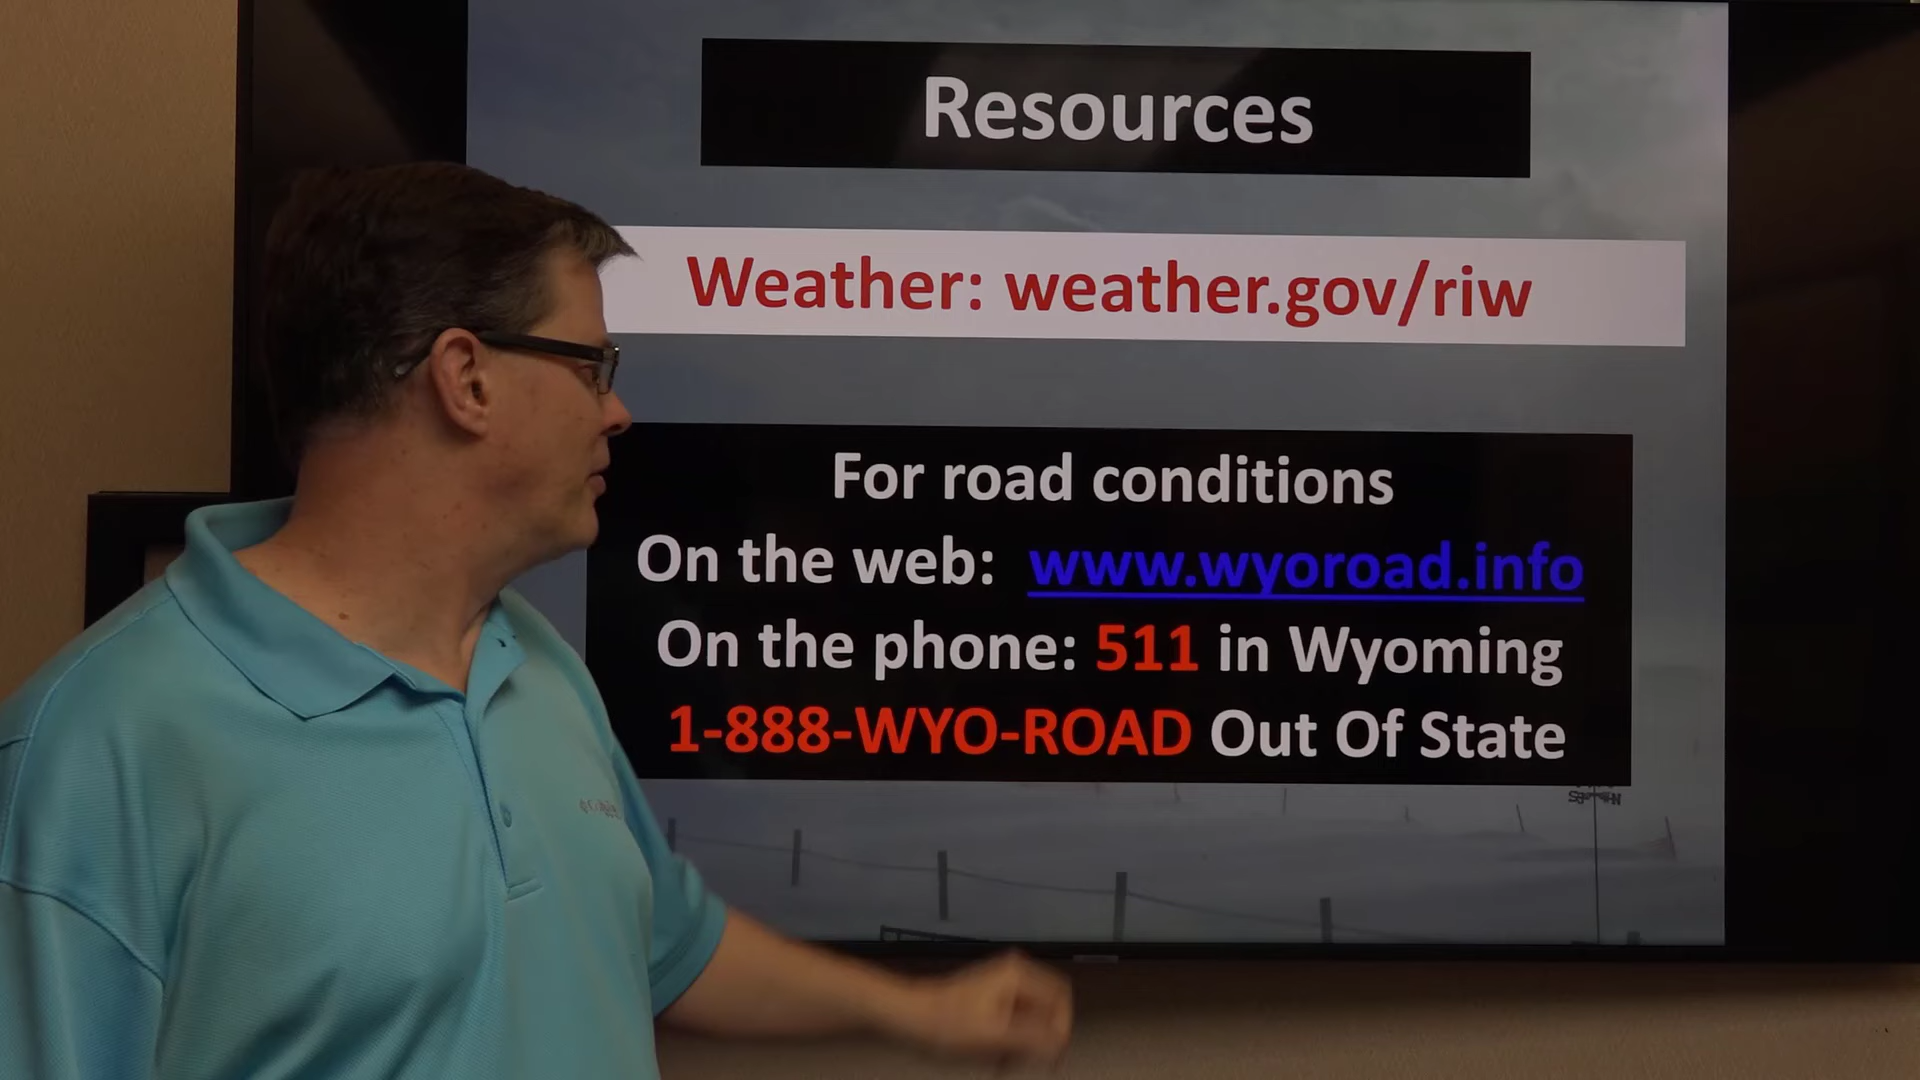 Resources
Weather: weather.gov/riw
For road conditions
On the web: www.wyoroad.info
On the phone: 511 in Wyoming
1-888-WYO-ROAD Out Of State